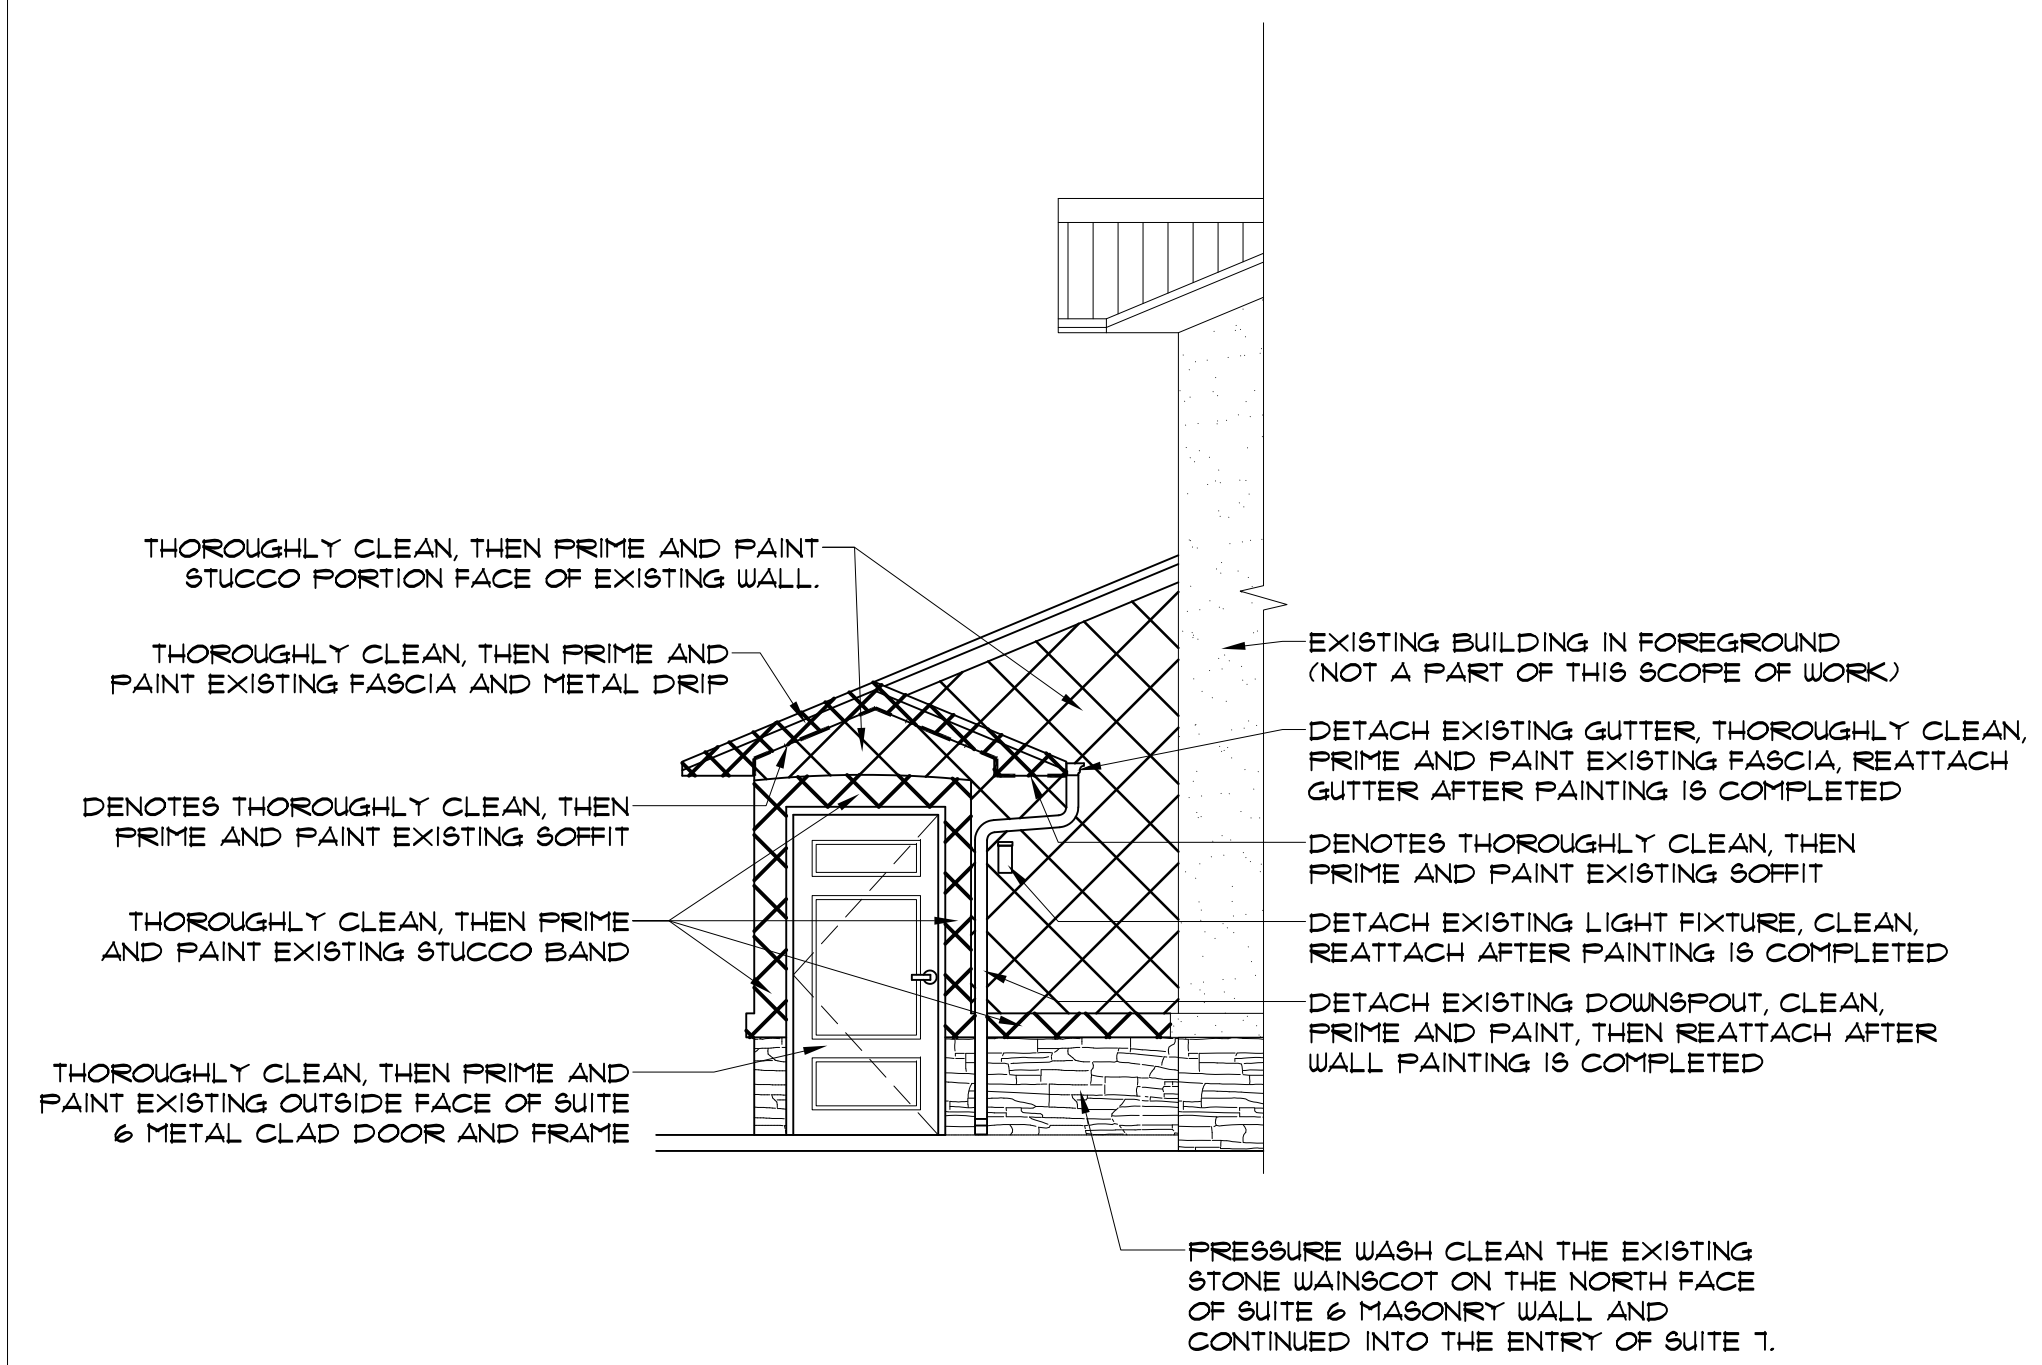 THOROUGHLY CLEAN, THEN PRIME AND PAINT
STUCCO PORTION FACE OF EXISTING WALL.
THOROUGHLY CLEAN, THEN PRIME AND
PAINT EXISTING FASCIA AND METAL DRIP
DENOTES THOROUGHLY CLEAN, THEN
PRIME AND PAINT EXISTING SOFFIT
THOROUGHLY CLEAN, THEN PRIME
AND PAINT EXISTING STUCCO BAND
THOROUGHLY CLEAN, THEN PRIME AND
PAINT EXISTING OUTSIDE FACE OF SUITE
6 METAL CLAD DOOR AND FRAME
EXISTING BUILDING IN FOREGROUND
(NOT A PART OF THIS SCOPE OF WORK)
DETACH EXISTING GUTTER, THOROUGHLY CLEAN,
PRIME AND PAINT EXISTING FASCIA, REATTACH
GUTTER AFTER PAINTING IS COMPLETED
DENOTES THOROUGHLY CLEAN, THEN
PRIME AND PAINT EXISTING SOFFIT
DETACH EXISTING LIGHT FIXTURE, CLEAN,
REATTACH AFTER PAINTING IS COMPLETED
DETACH EXISTING DOWNSPOUT, CLEAN,
PRIME AND PAINT, THEN REATTACH AFTER
WALL PAINTING IS COMPLETED
PRESSURE WASH CLEAN THE EXISTING
STONE WAINSCOT ON THE NORTH FACE
OF SUITE 6 MASONRY WALL AND
CONTINUED INTO THE ENTRY OF SUITE 7.